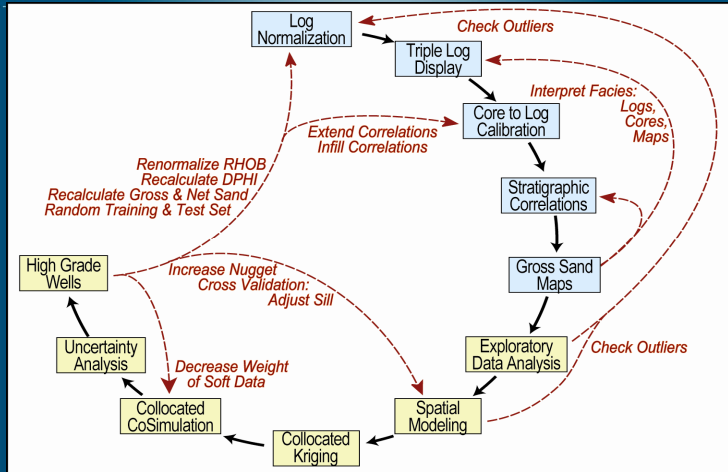 Log
Normalization
Check Outliers
Triple Log
Display
Interpret Facies:
Logs,
Cores,
Maps
Core to Log
Calibration
Extend Correlations
Infill Correlations
Renormalize RHOB
Recalculate DPHI
Recalculate Gross & Net Sand
Random Training & Test Set
Stratigraphic
Correlations
High Grade
Wells
Increase Nugget
Cross Validation:
Adjust Sill
Gross Sand
Maps
Uncertainty
Analysis
Decrease Weight
of Soft Data
Exploratory
Data Analysis
Check Outliers
Collocated
CoSimulation
Spatial
Modeling
Collocated
Kriging